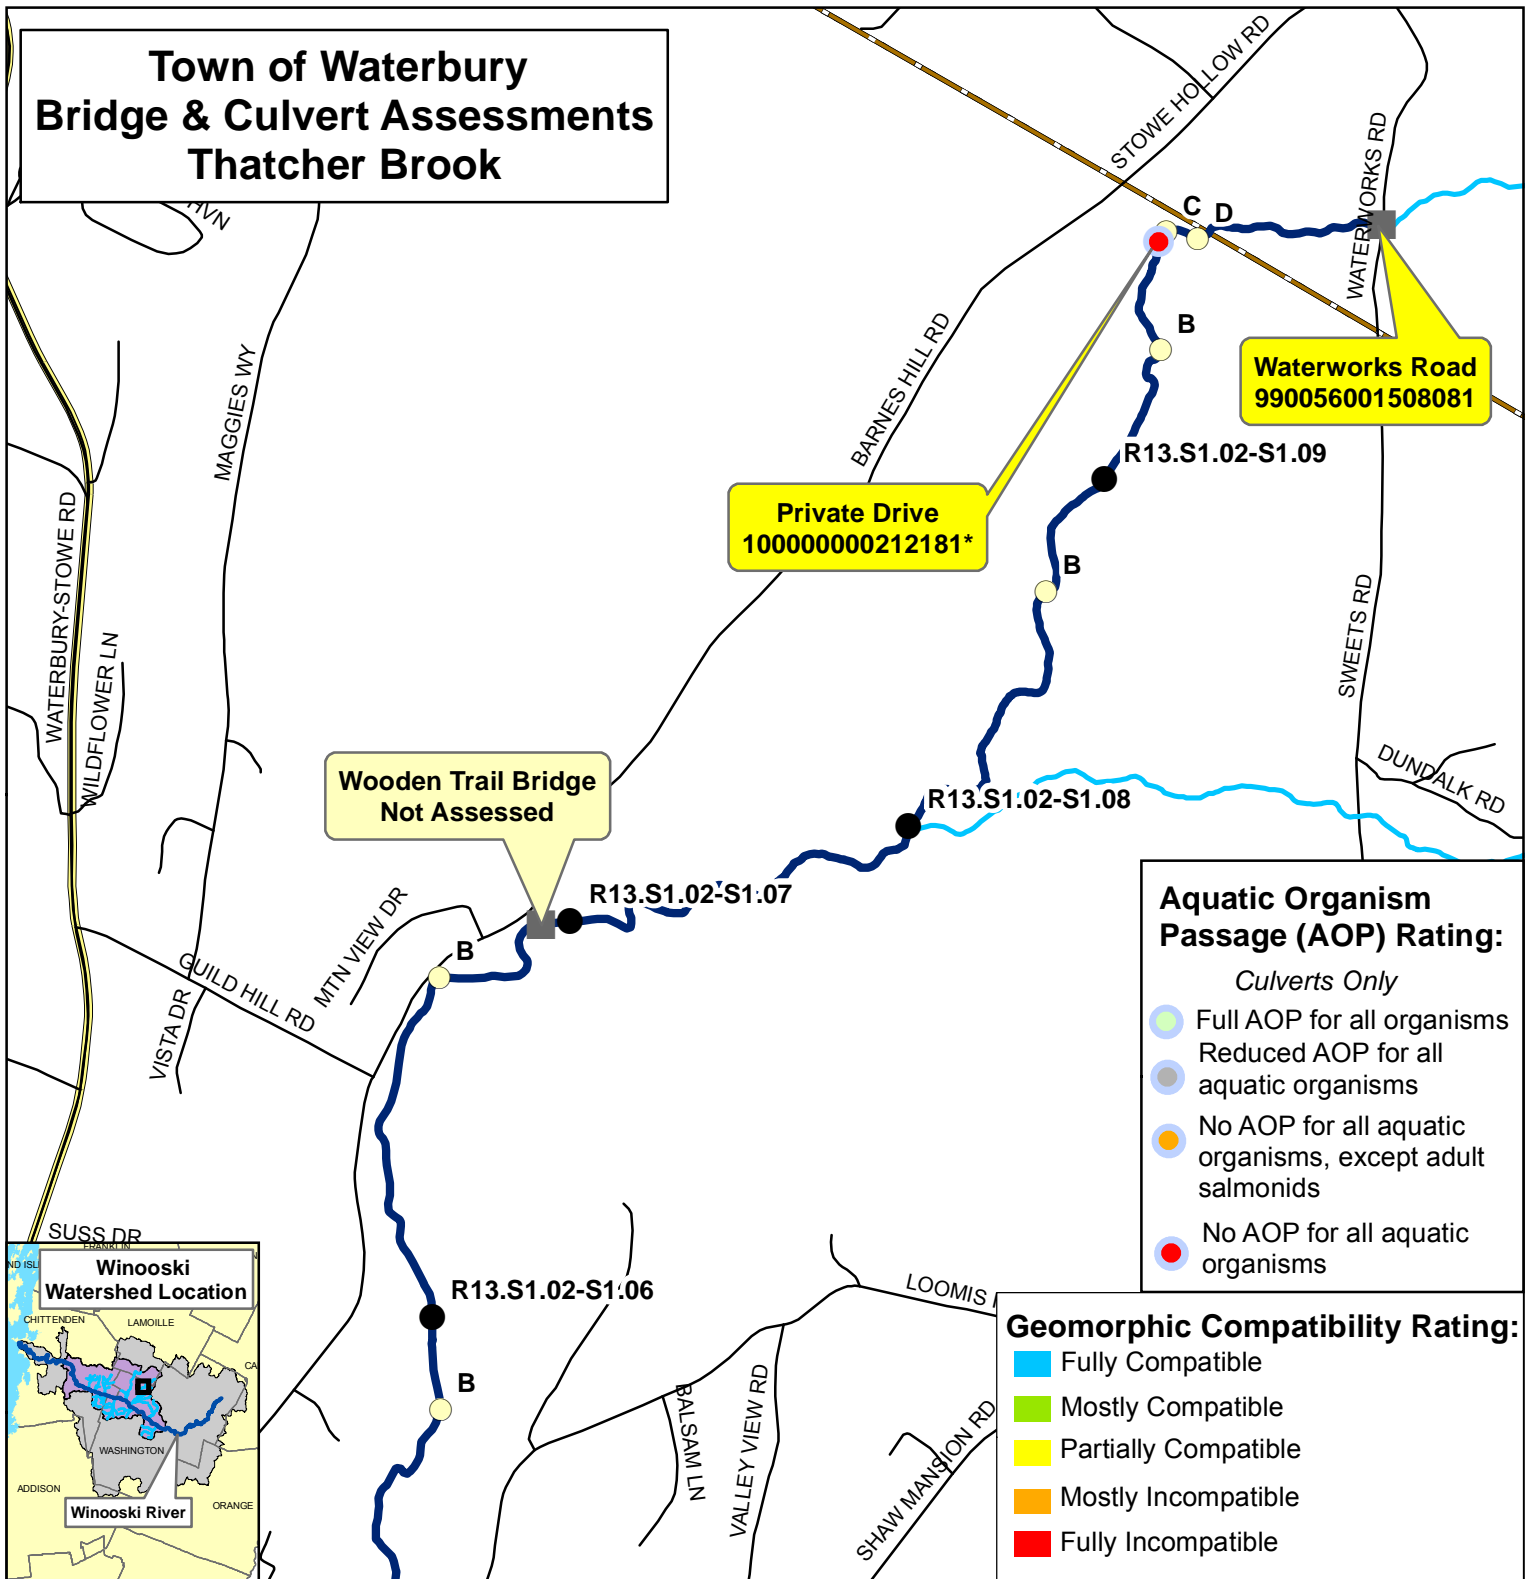 Town of Waterbury
Bridge & Culvert Assessments
Thatcher Brook
HVN
STOWE HOLLOW RD
WATERWORKS RD
C
D
B
Waterworks Road
990056001508081
MAGGIES WY
BARNES HILL RD
R13.S1.02-S1.09
Private Drive
100000000212181*
WATERBURY-STOWE RD
B
SWEETS RD
WILDFLOWER LN
DUNDALK RD
Wooden Trail Bridge
Not Assessed
R13.S1.02-S1.08
R13.S1.02-S1.07
MTN VIEW DR
B
GUILD HILL RD
VISTA DR
Aquatic Organism
Passage (AOP) Rating:
Culverts Only
Full AOP for all organisms
Reduced AOP for all
aquatic organisms
No AOP for all aquatic
organisms, except adult
salmonids
No AOP for all aquatic
organisms
SUSS DR
R13.S1.02-S1.06
LOOMIS
B
BALSAM LN
VALLEY VIEW RD
SHAW MANSION RD
Geomorphic Compatibility Rating:
Fully Compatible
Mostly Compatible
Partially Compatible
Mostly Incompatible
Fully Incompatible
FRANKLIN
ND ISL
Winooski
Watershed Location
CHITTENDEN
LAMOILLE
CA
WASHINGTON
ADDISON
ORANGE
Winooski River